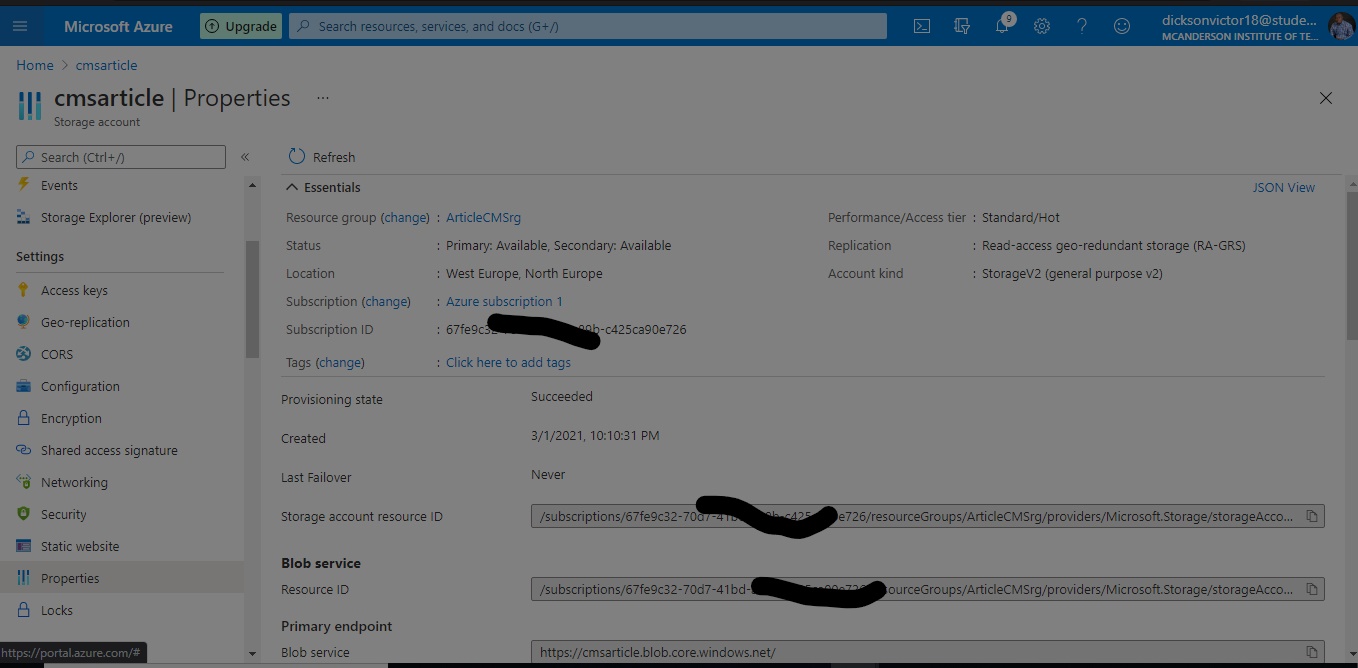 Microsoft Azure
Upgrade
Search resources, services, and docs (G+/)
9
dicksonvictor18@stude...
MCANDERSON INSTITUTE OF TE...
Home > cmsarticle
cmsarticle | Properties ...
Storage account
Search (Ctrl+/)
«
Events
Storage Explorer (preview)
Settings
Access keys
Geo-replication
CORS
Configuration
Encryption
Shared access signature
Networking
Security
Static website
Properties
Locks
https://portal.azure.com/#
Refresh
Essentials
JSON View
Resource group (change) : ArticleCMSrg
Status : Primary: Available, Secondary: Available
Location : West Europe, North Europe
Subscription (change) : Azure subscription 1
Subscription ID : 67fe9c32 -c425ca90e726
Tags (change) : Click here to add tags
Performance/Access tier : Standard/Hot
Replication : Read-access geo-redundant storage (RA-GRS)
Account kind : StorageV2 (general purpose v2)
Provisioning state Succeeded
Created 3/1/2021, 10:10:31 PM
Last Failover Never
Storage account resource ID /subscriptions/67fe9c32-70d7- e726/resourceGroups/ArticleCMSrg/providers/Microsoft.Storage/storageAcco...
Blob service
Resource ID /subscriptions/67fe9c32-70d7-41bd- ourceGroups/ArticleCMSrg/providers/Microsoft.Storage/storageAcco...
Primary endpoint
Blob service https://cmsarticle.blob.core.windows.net/